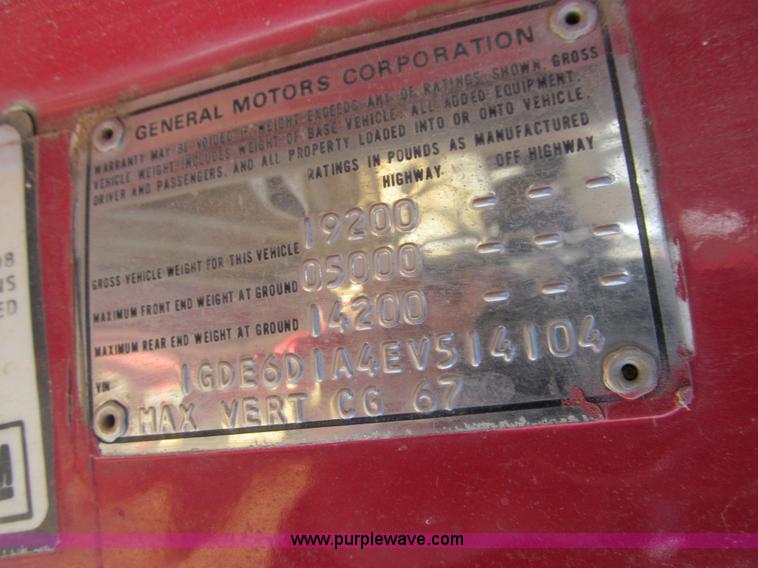 GENERAL MOTORS CORPORATION
WARRANTY MAY BE VOIDED IF WEIGHT EXCEEDS ANY OF RATINGS SHOWN. GROSS
VEHICLE WEIGHT INCLUDES WEIGHT OF BASE VEHICLE, ALL ADDED EQUIPMENT,
DRIVER AND PASSENGERS, AND ALL PROPERTY LOADED INTO OR ONTO VEHICLE.
RATINGS IN POUNDS AS MANUFACTURED
HIGHWAY OFF HIGHWAY
GROSS VEHICLE WEIGHT FOR THIS VEHICLE 19200 - - -
MAXIMUM FRONT END WEIGHT AT GROUND 05000 - - -
MAXIMUM REAR END WEIGHT AT GROUND 14200 - - -
VIN 1GDE6D1A4EV514104
MAX VERT CG 67
www.purplewave.com